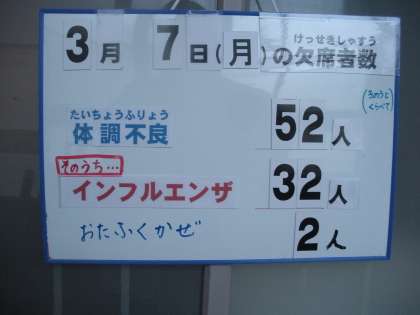 3月 7日(月)の欠席者数
けっせきしゃすう
たいちょうふりょう
体調不良 52人
そのうち…
インフルエンザ 32人
おたふくかぜ 2人